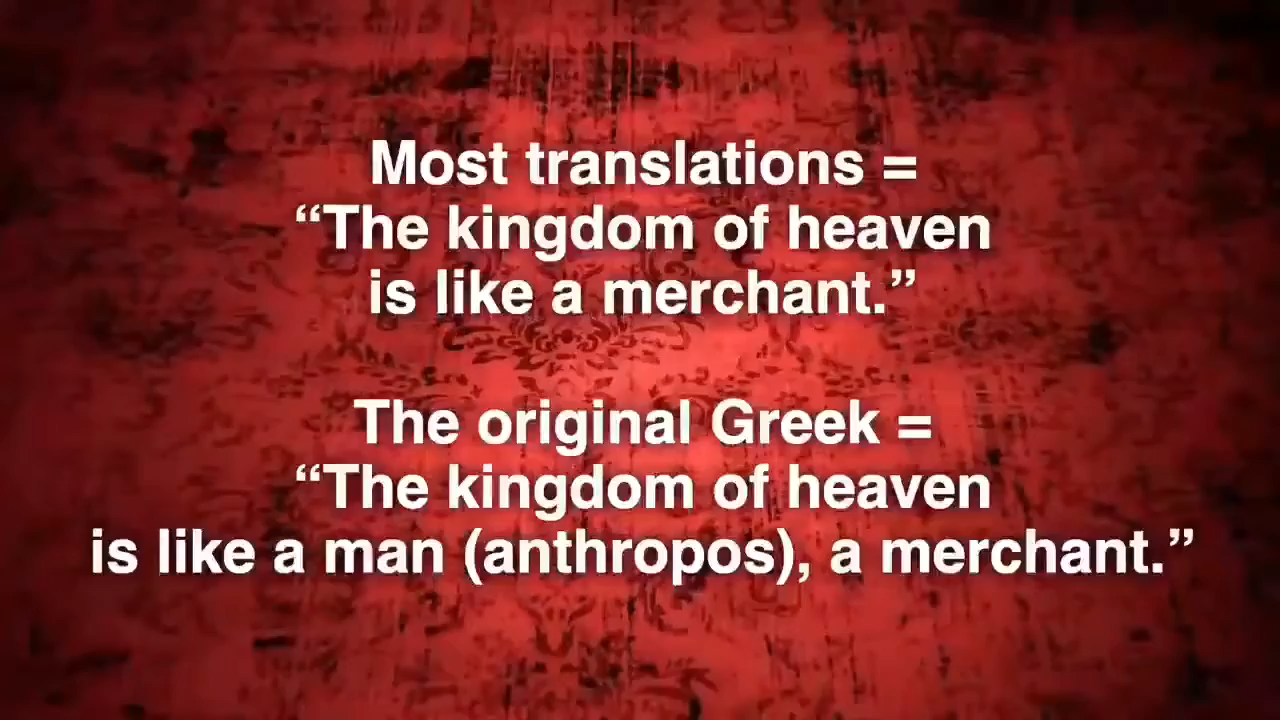 Most translations =
“The kingdom of heaven
is like a merchant.”
The original Greek =
“The kingdom of heaven
is like a man (anthropos), a merchant.”